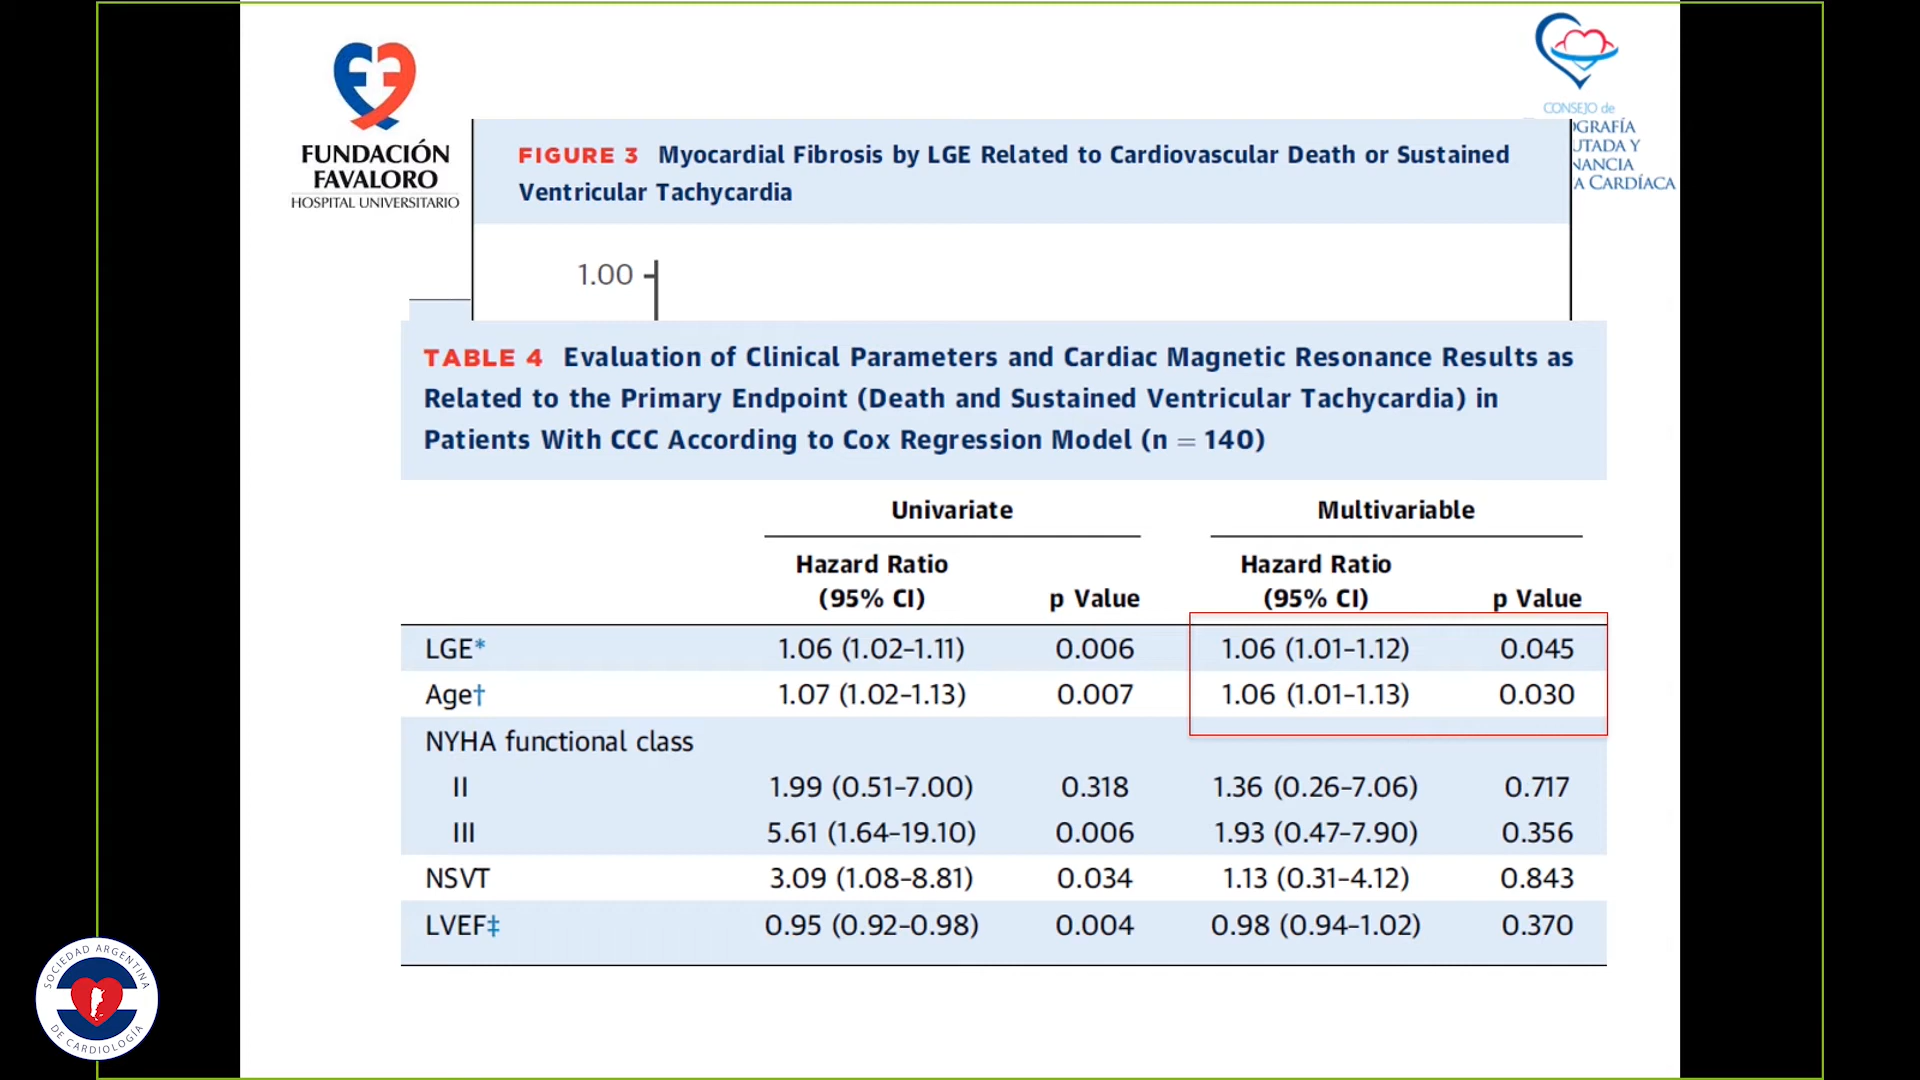 FUNDACIÓN
FAVALORO
HOSPITAL UNIVERSITARIO
CONSEJO de
OGRAFÍA
UTADA Y
NANCIA
A CARDÍACA
FIGURE 3 Myocardial Fibrosis by LGE Related to Cardiovascular Death or Sustained
Ventricular Tachycardia
1.00
TABLE 4 Evaluation of Clinical Parameters and Cardiac Magnetic Resonance Results as
Related to the Primary Endpoint (Death and Sustained Ventricular Tachycardia) in
Patients With CCC According to Cox Regression Model (n = 140)
Univariate Multivariable
Hazard Ratio Hazard Ratio
(95% CI) p Value (95% CI) p Value
LGE* 1.06 (1.02–1.11) 0.006 1.06 (1.01–1.12) 0.045
Age† 1.07 (1.02–1.13) 0.007 1.06 (1.01–1.13) 0.030
NYHA functional class
II 1.99 (0.51–7.00) 0.318 1.36 (0.26–7.06) 0.717
III 5.61 (1.64–19.10) 0.006 1.93 (0.47–7.90) 0.356
NSVT 3.09 (1.08–8.81) 0.034 1.13 (0.31–4.12) 0.843
LVEF‡ 0.95 (0.92–0.98) 0.004 0.98 (0.94–1.02) 0.370
SOCIEDAD ARGENTINA
DE CARDIOLOGÍA